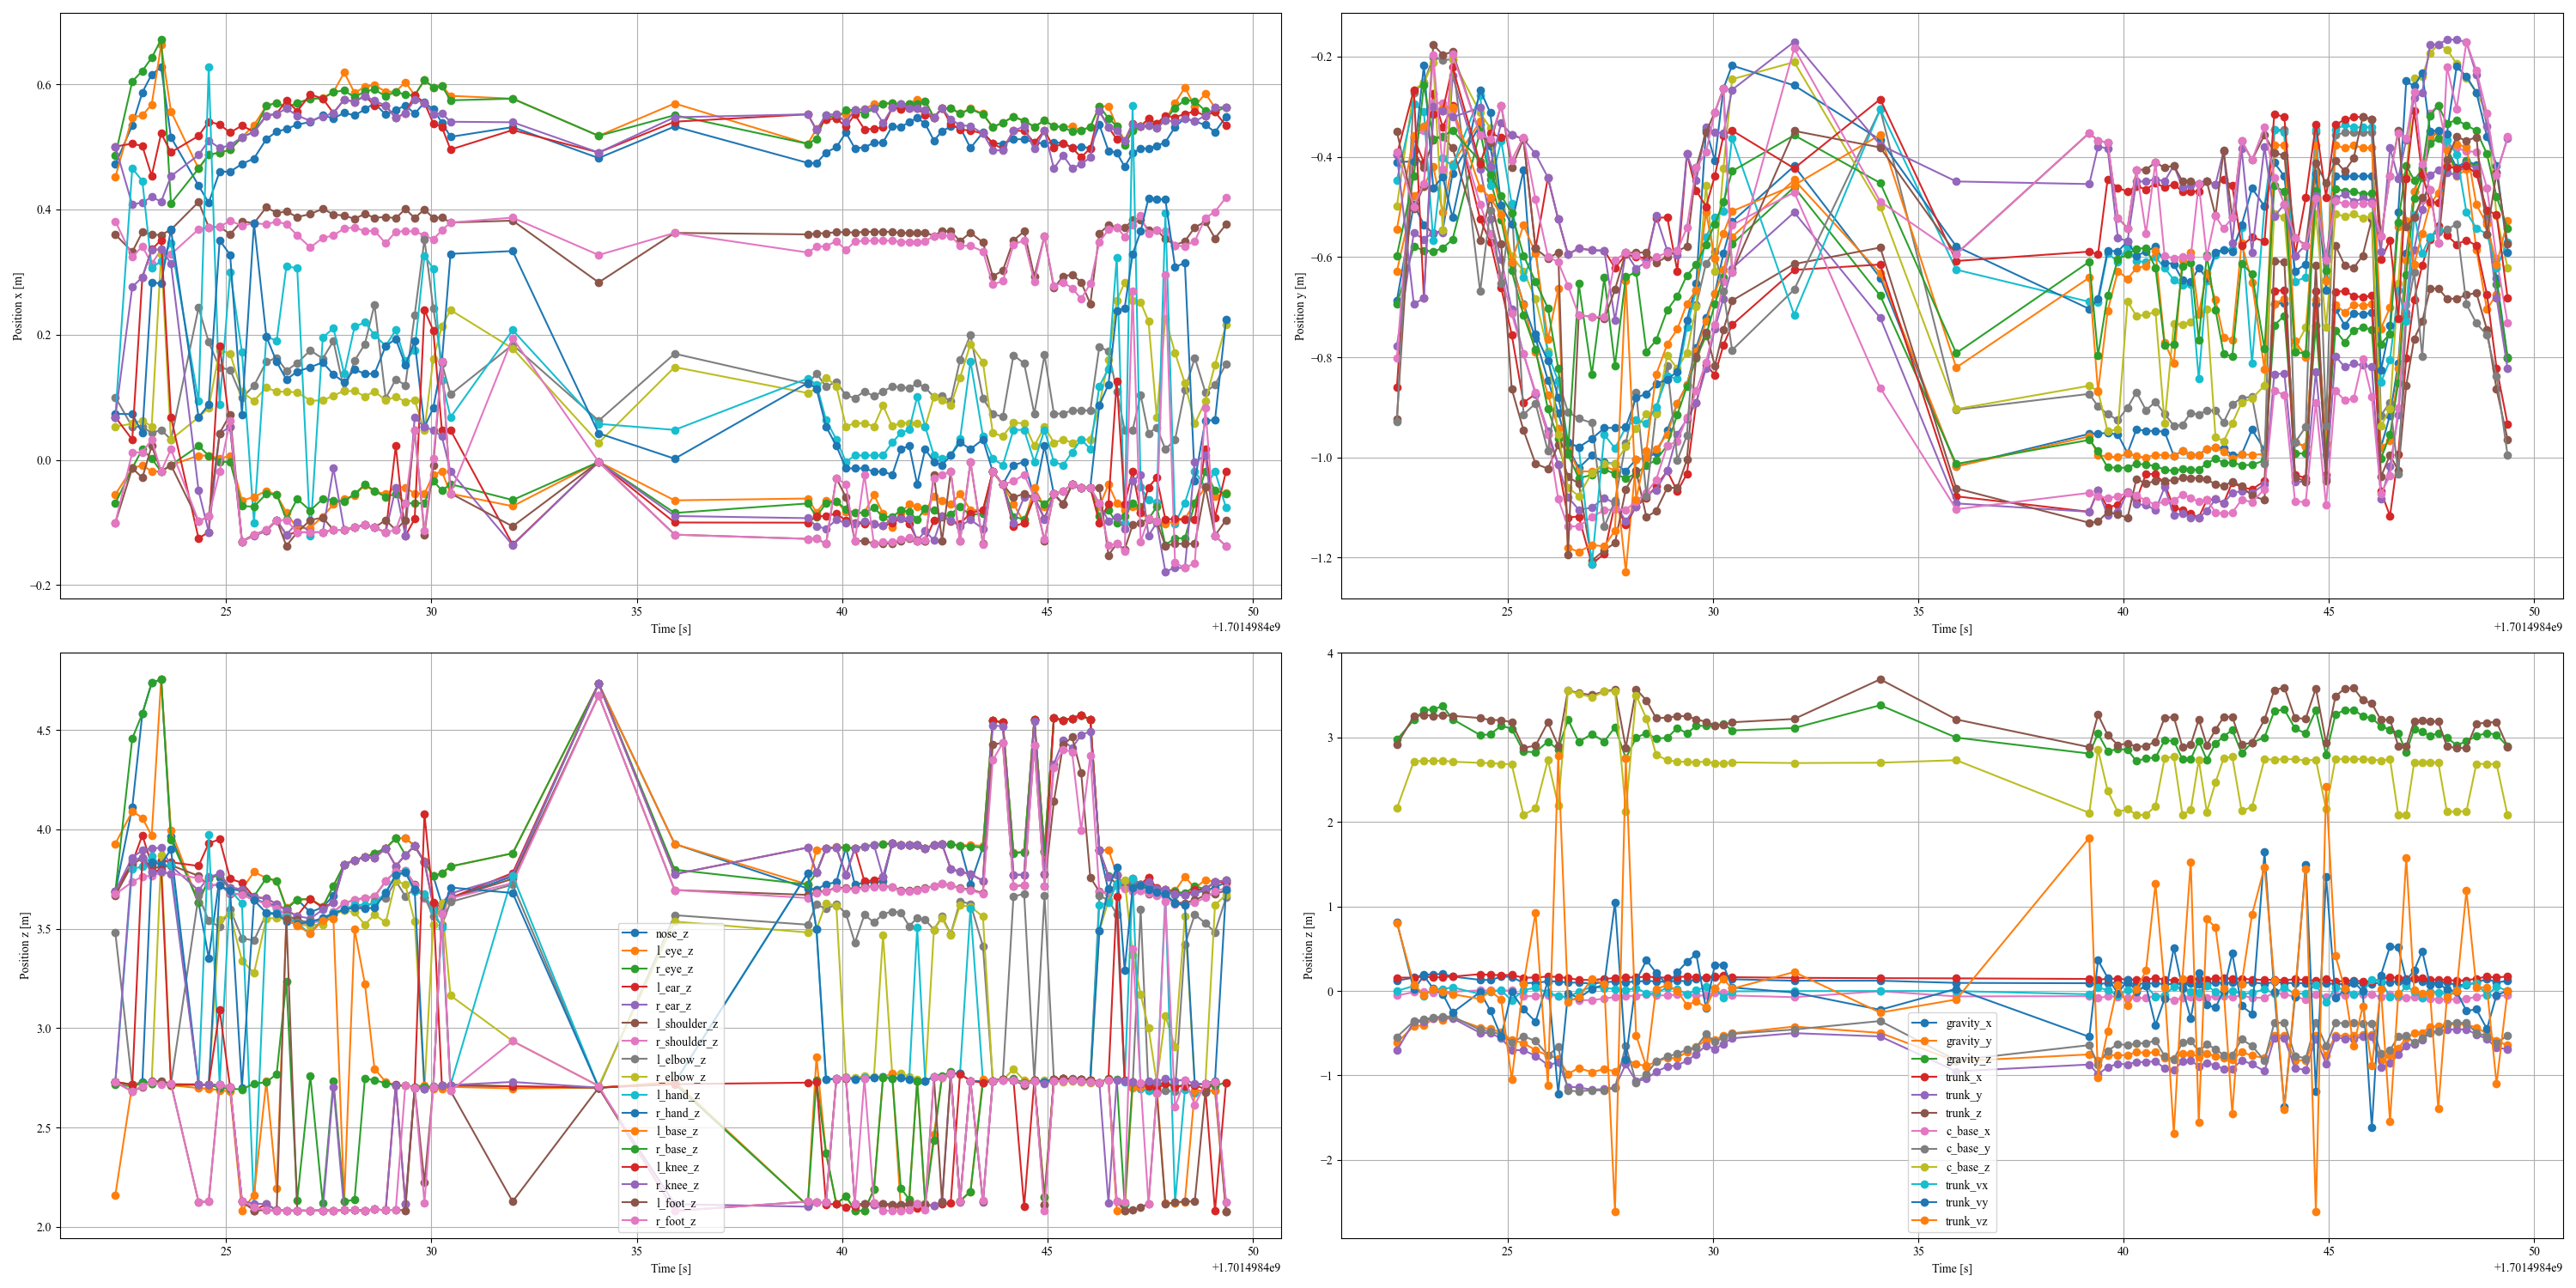 0.6
0.4
0.2
0.0
−0.2
Position x [m]
25
30
35
40
45
50
Time [s]
+1.7014984e9
−0.2
−0.4
−0.6
−0.8
−1.0
−1.2
Position y [m]
25
30
35
40
45
50
Time [s]
+1.7014984e9
4.5
4.0
3.5
3.0
2.5
2.0
Position z [m]
nose_z
l_eye_z
r_eye_z
l_ear_z
r_ear_z
l_shoulder_z
r_shoulder_z
l_elbow_z
r_elbow_z
l_hand_z
r_hand_z
l_base_z
r_base_z
l_knee_z
r_knee_z
l_foot_z
r_foot_z
25
30
35
40
45
50
Time [s]
+1.7014984e9
4
3
2
1
0
−1
−2
Position z [m]
gravity_x
gravity_y
gravity_z
trunk_x
trunk_y
trunk_z
c_base_x
c_base_y
c_base_z
trunk_vx
trunk_vy
trunk_vz
25
30
35
40
45
50
Time [s]
+1.7014984e9